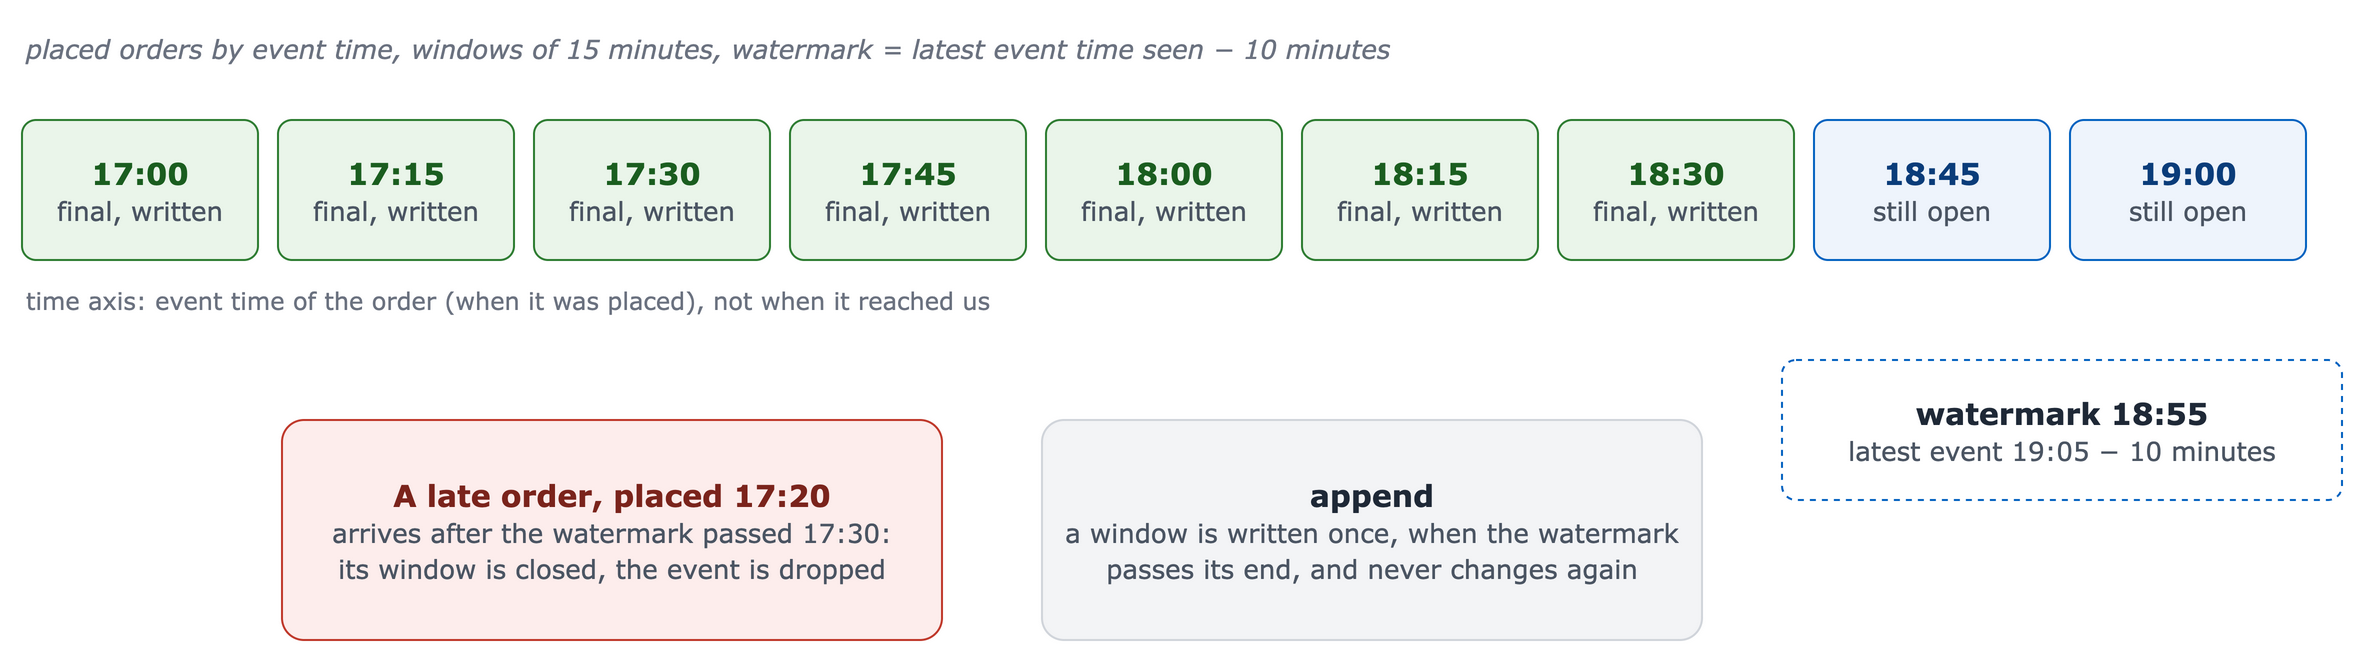 placed orders by event time, windows of 15 minutes, watermark = latest event time seen − 10 minutes
17:00
final, written
17:15
final, written
17:30
final, written
17:45
final, written
18:00
final, written
18:15
final, written
18:30
final, written
18:45
still open
19:00
still open
time axis: event time of the order (when it was placed), not when it reached us
watermark 18:55
latest event 19:05 − 10 minutes
A late order, placed 17:20
arrives after the watermark passed 17:30:
its window is closed, the event is dropped
append
a window is written once, when the watermark
passes its end, and never changes again